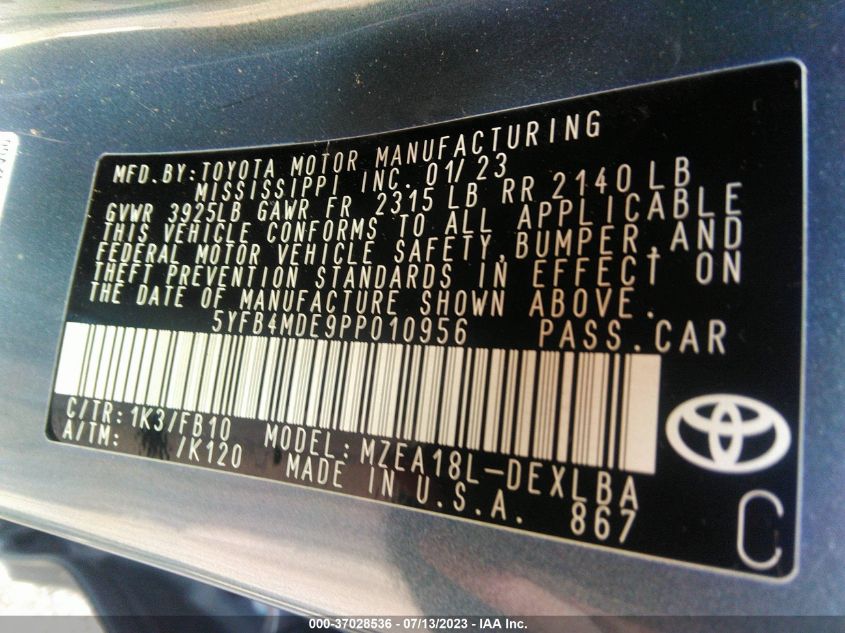 MFD.BY:TOYOTA MOTOR MANUFACTURING
MISSISSIPPI INC. 01/23
GVWR 3925LB GAWR FR 2315 LB RR 2140 LB
THIS VEHICLE CONFORMS TO ALL APPLICABLE
FEDERAL MOTOR VEHICLE SAFETY, BUMPER, AND
THEFT PREVENTION STANDARDS IN EFFECT ON
THE DATE OF MANUFACTURE SHOWN ABOVE.
5YFB4MDE9PP010956 PASS.CAR
C/TR:1K3/FB10 MODEL:MZEA18L-DEXLBA
A/TM: /K120 MADE IN U.S.A. 867
C
000-37028536 - 07/13/2023 - IAA Inc.